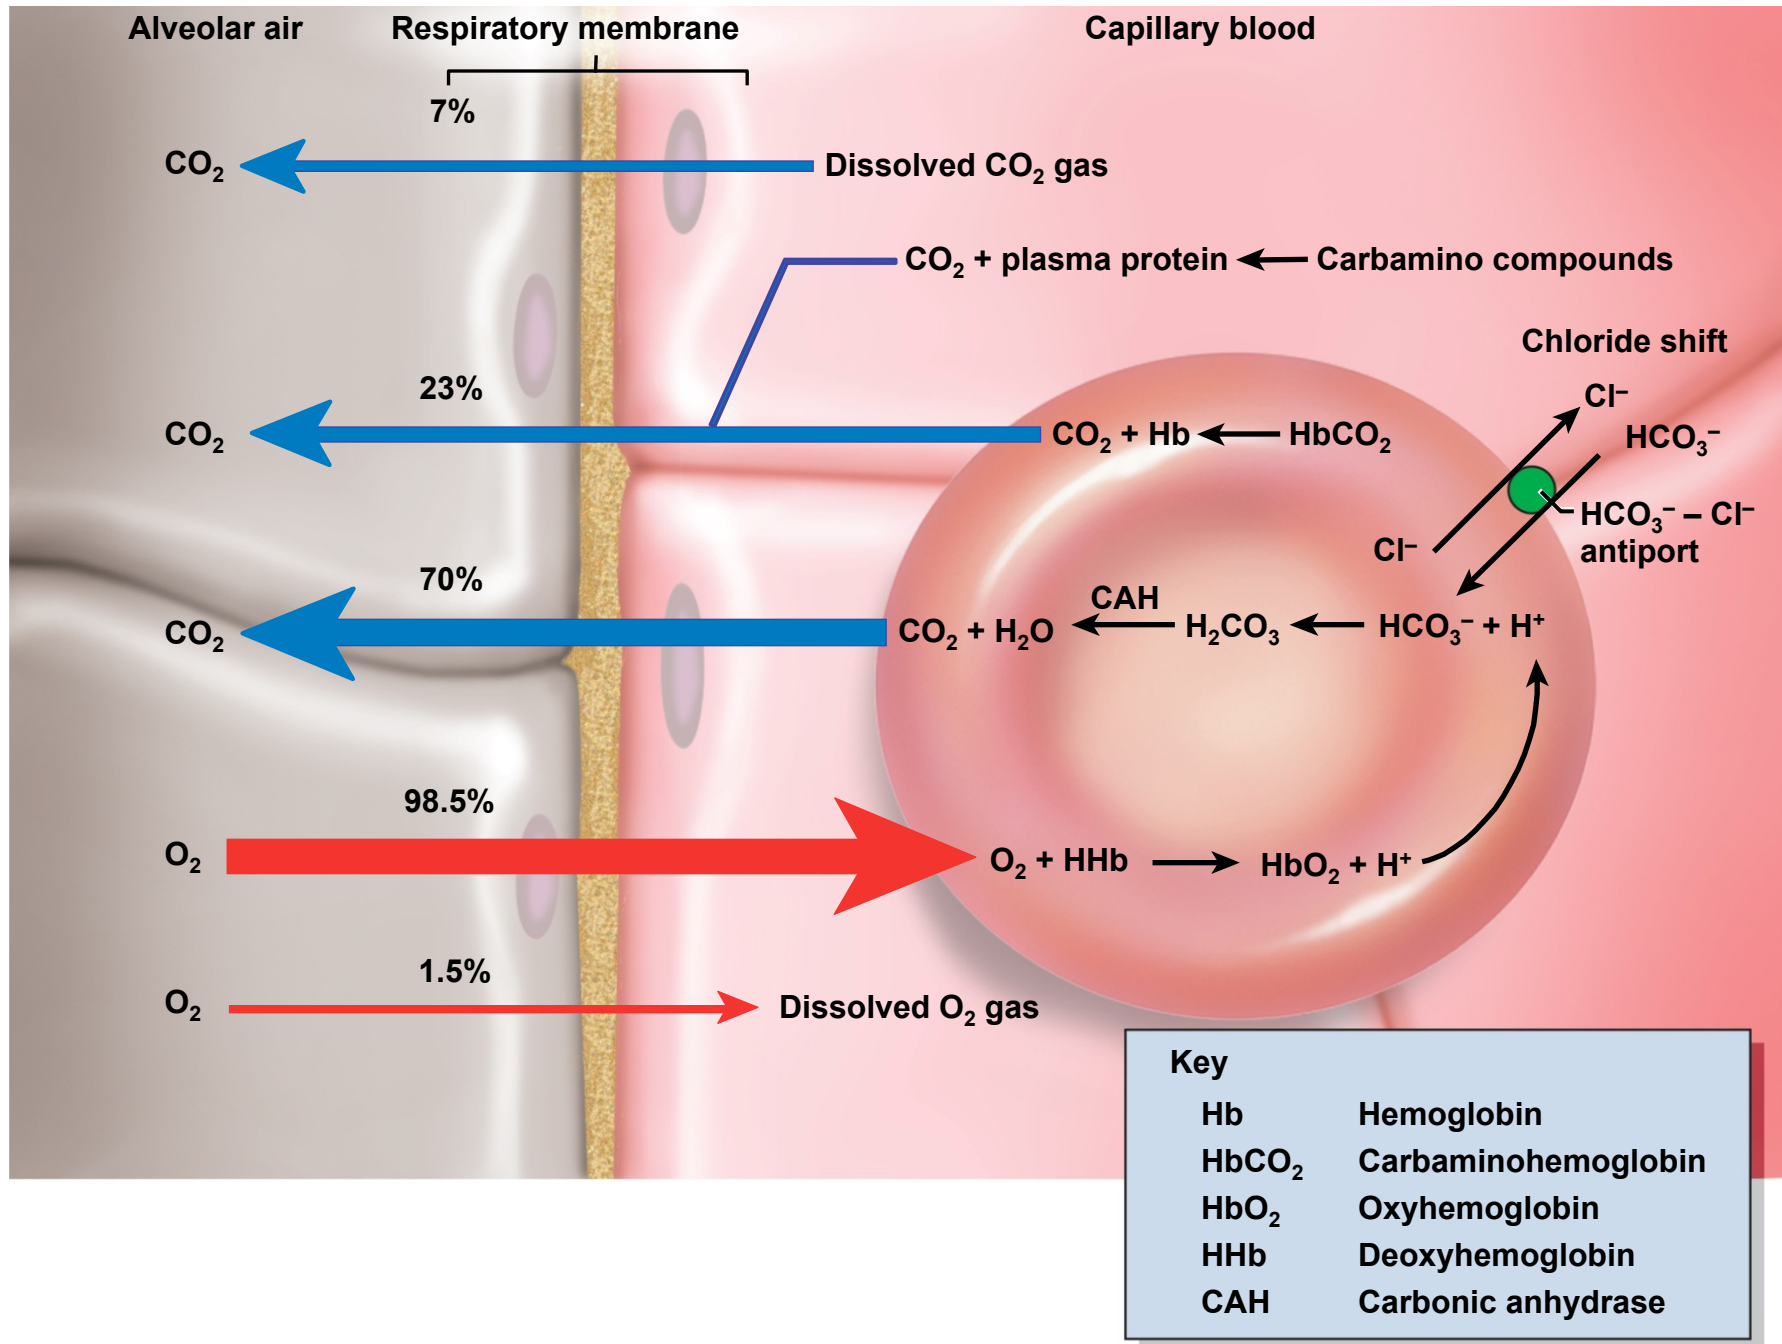 Alveolar air
Respiratory membrane
Capillary blood
7%
CO₂
Dissolved CO₂ gas
CO₂ + plasma protein
Carbamino compounds
Chloride shift
Cl⁻
23%
CO₂
CO₂ + Hb
HbCO₂
HCO₃⁻
HCO₃⁻ – Cl⁻
antiport
Cl⁻
70%
CO₂
CO₂ + H₂O
CAH
H₂CO₃
HCO₃⁻ + H⁺
98.5%
O₂
O₂ + HHb
HbO₂ + H⁺
1.5%
O₂
Dissolved O₂ gas
Key
Hb Hemoglobin
HbCO₂ Carbaminohemoglobin
HbO₂ Oxyhemoglobin
HHb Deoxyhemoglobin
CAH Carbonic anhydrase